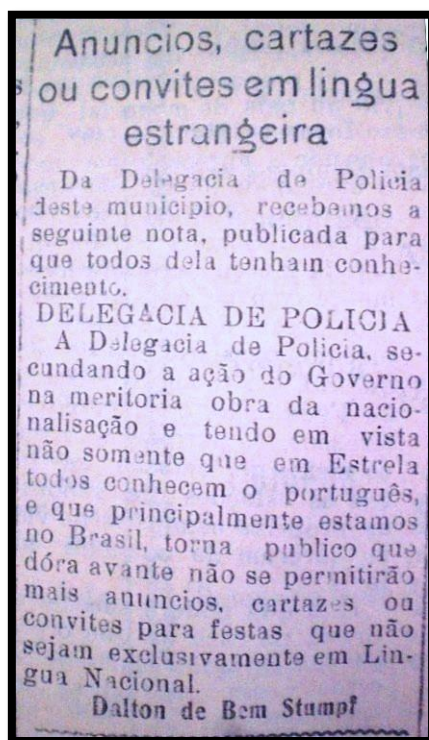 Anuncios, cartazes
ou convites em lingua
estrangeira
Da Delegacia de Policia
deste municipio, recebemos a
seguinte nota, publicada para
que todos dela tenham conhe-
cimento.
DELEGACIA DE POLICIA
A Delegacia de Policia, se-
cundando a ação do Governo
na meritoria obra da nacio-
nalisação e tendo em vista
não somente que em Estrela
todos conhecem o português,
e que principalmente estamos
no Brasil, torna publico que
dóra avante não se permitirão
mais anuncios, cartazes ou
convites para festas que não
sejam exclusivamente em Lin-
gua Nacional.
Dalton de Bem Stumpf